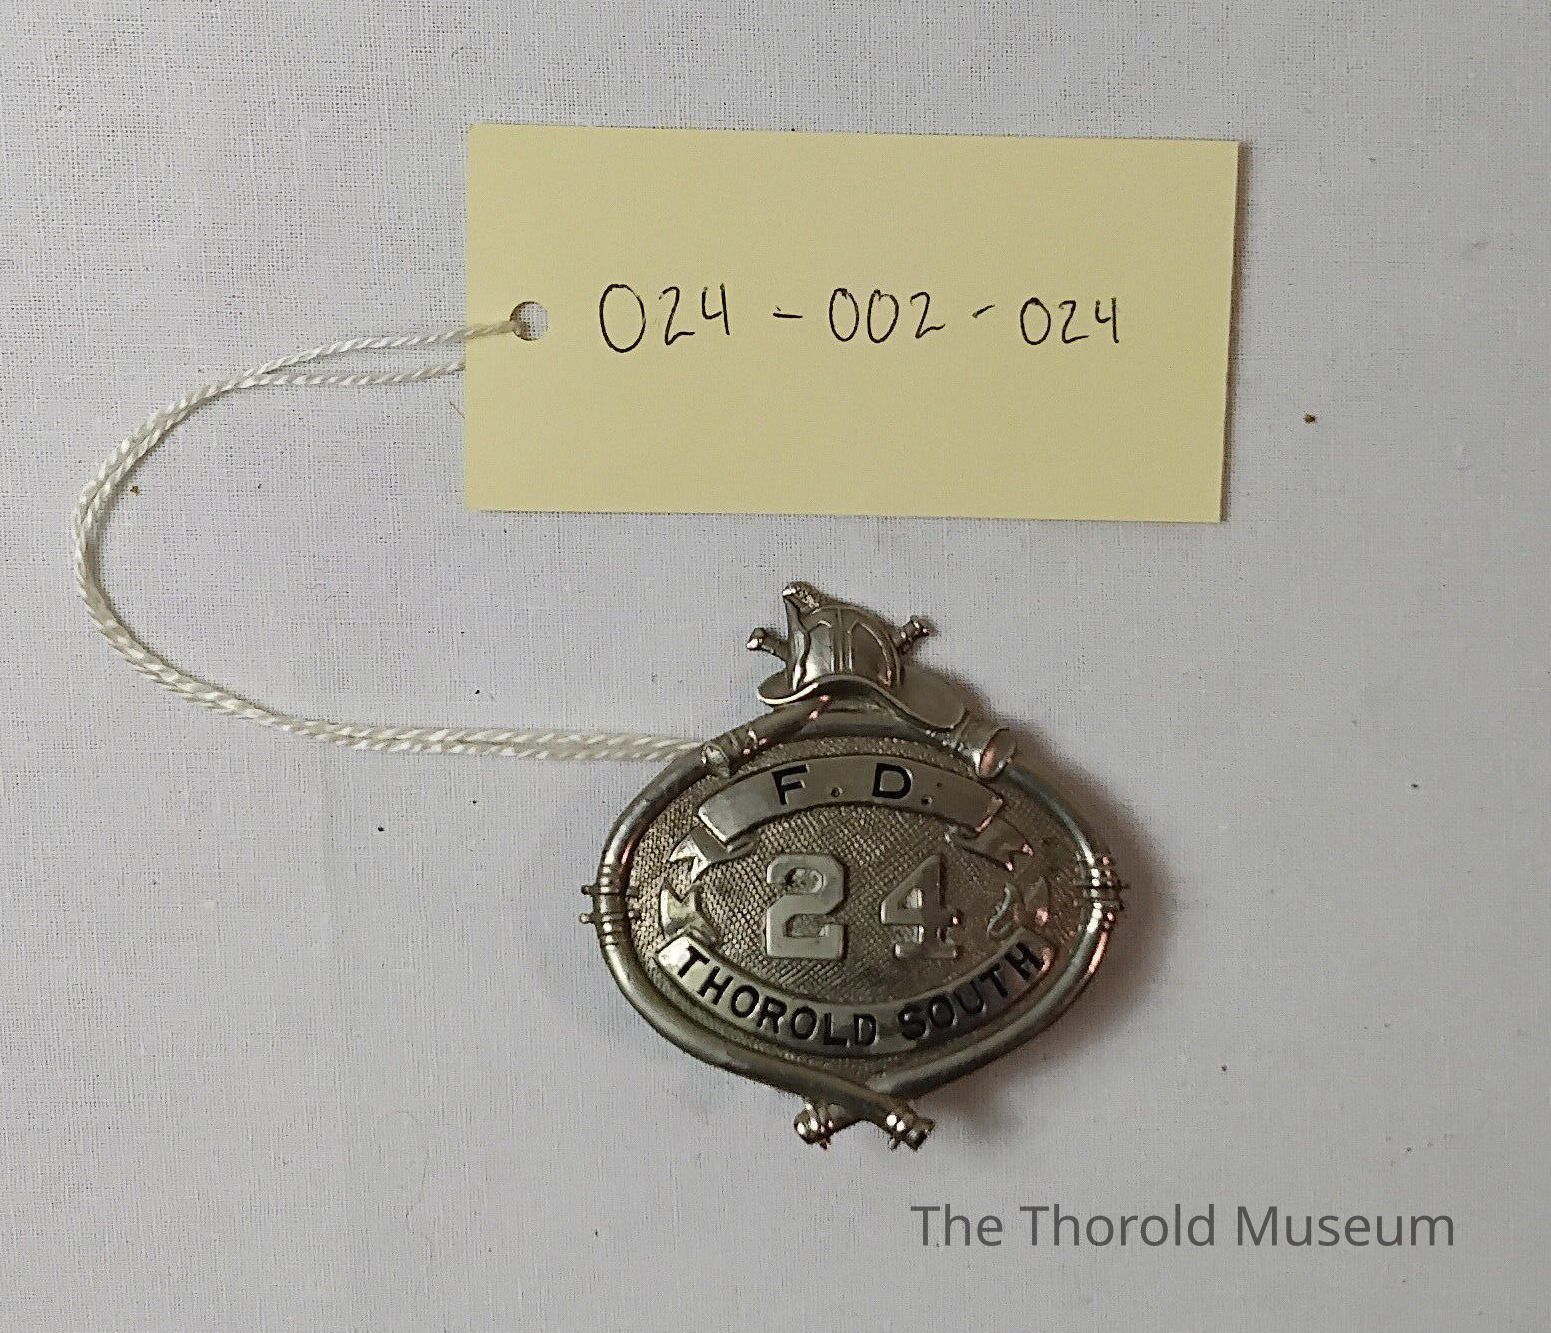 024 - 002 - 024
F. D.
24
THOROLD SOUTH
The Thorold Museum